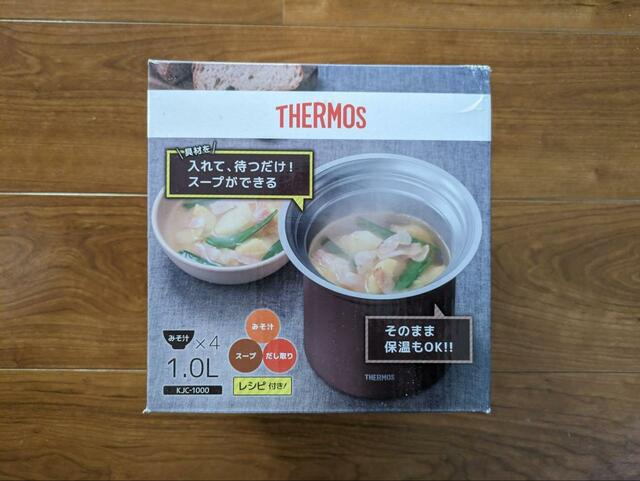 THERMOS
具材を
入れて、待つだけ!
スープができる
そのまま
保温もOK!!
THERMOS
みそ汁
×4
1.0L
KJC-1000
みそ汁
スープ
だし取り
レシピ付き!